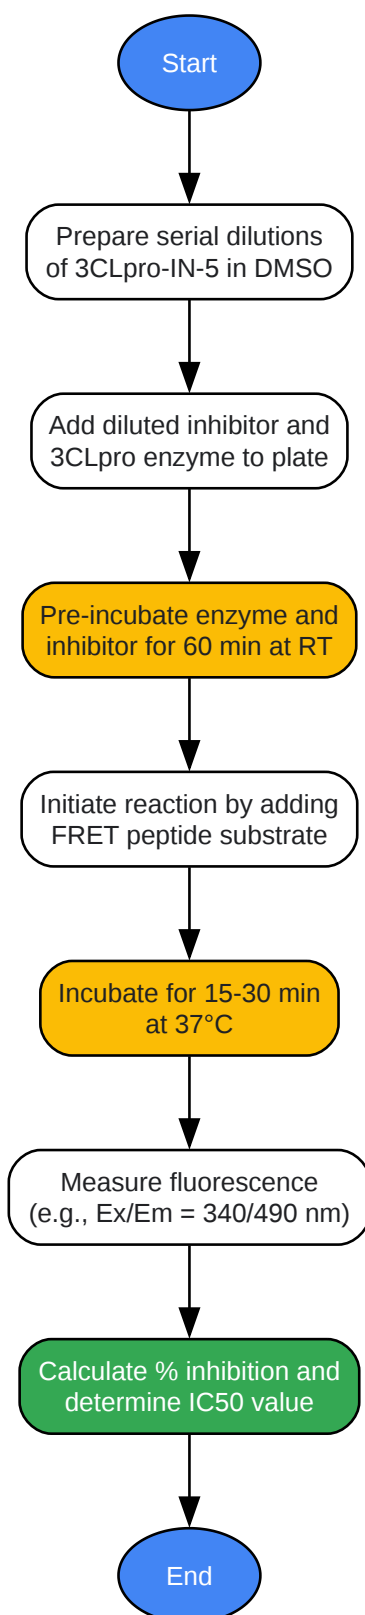 Start
Prepare serial dilutions
of 3CLpro-IN-5 in DMSO
Add diluted inhibitor and
3CLpro enzyme to plate
Pre-incubate enzyme and
inhibitor for 60 min at RT
Initiate reaction by adding
FRET peptide substrate
Incubate for 15-30 min
at 37°C
Measure fluorescence
(e.g., Ex/Em = 340/490 nm)
Calculate % inhibition and
determine IC50 value
End